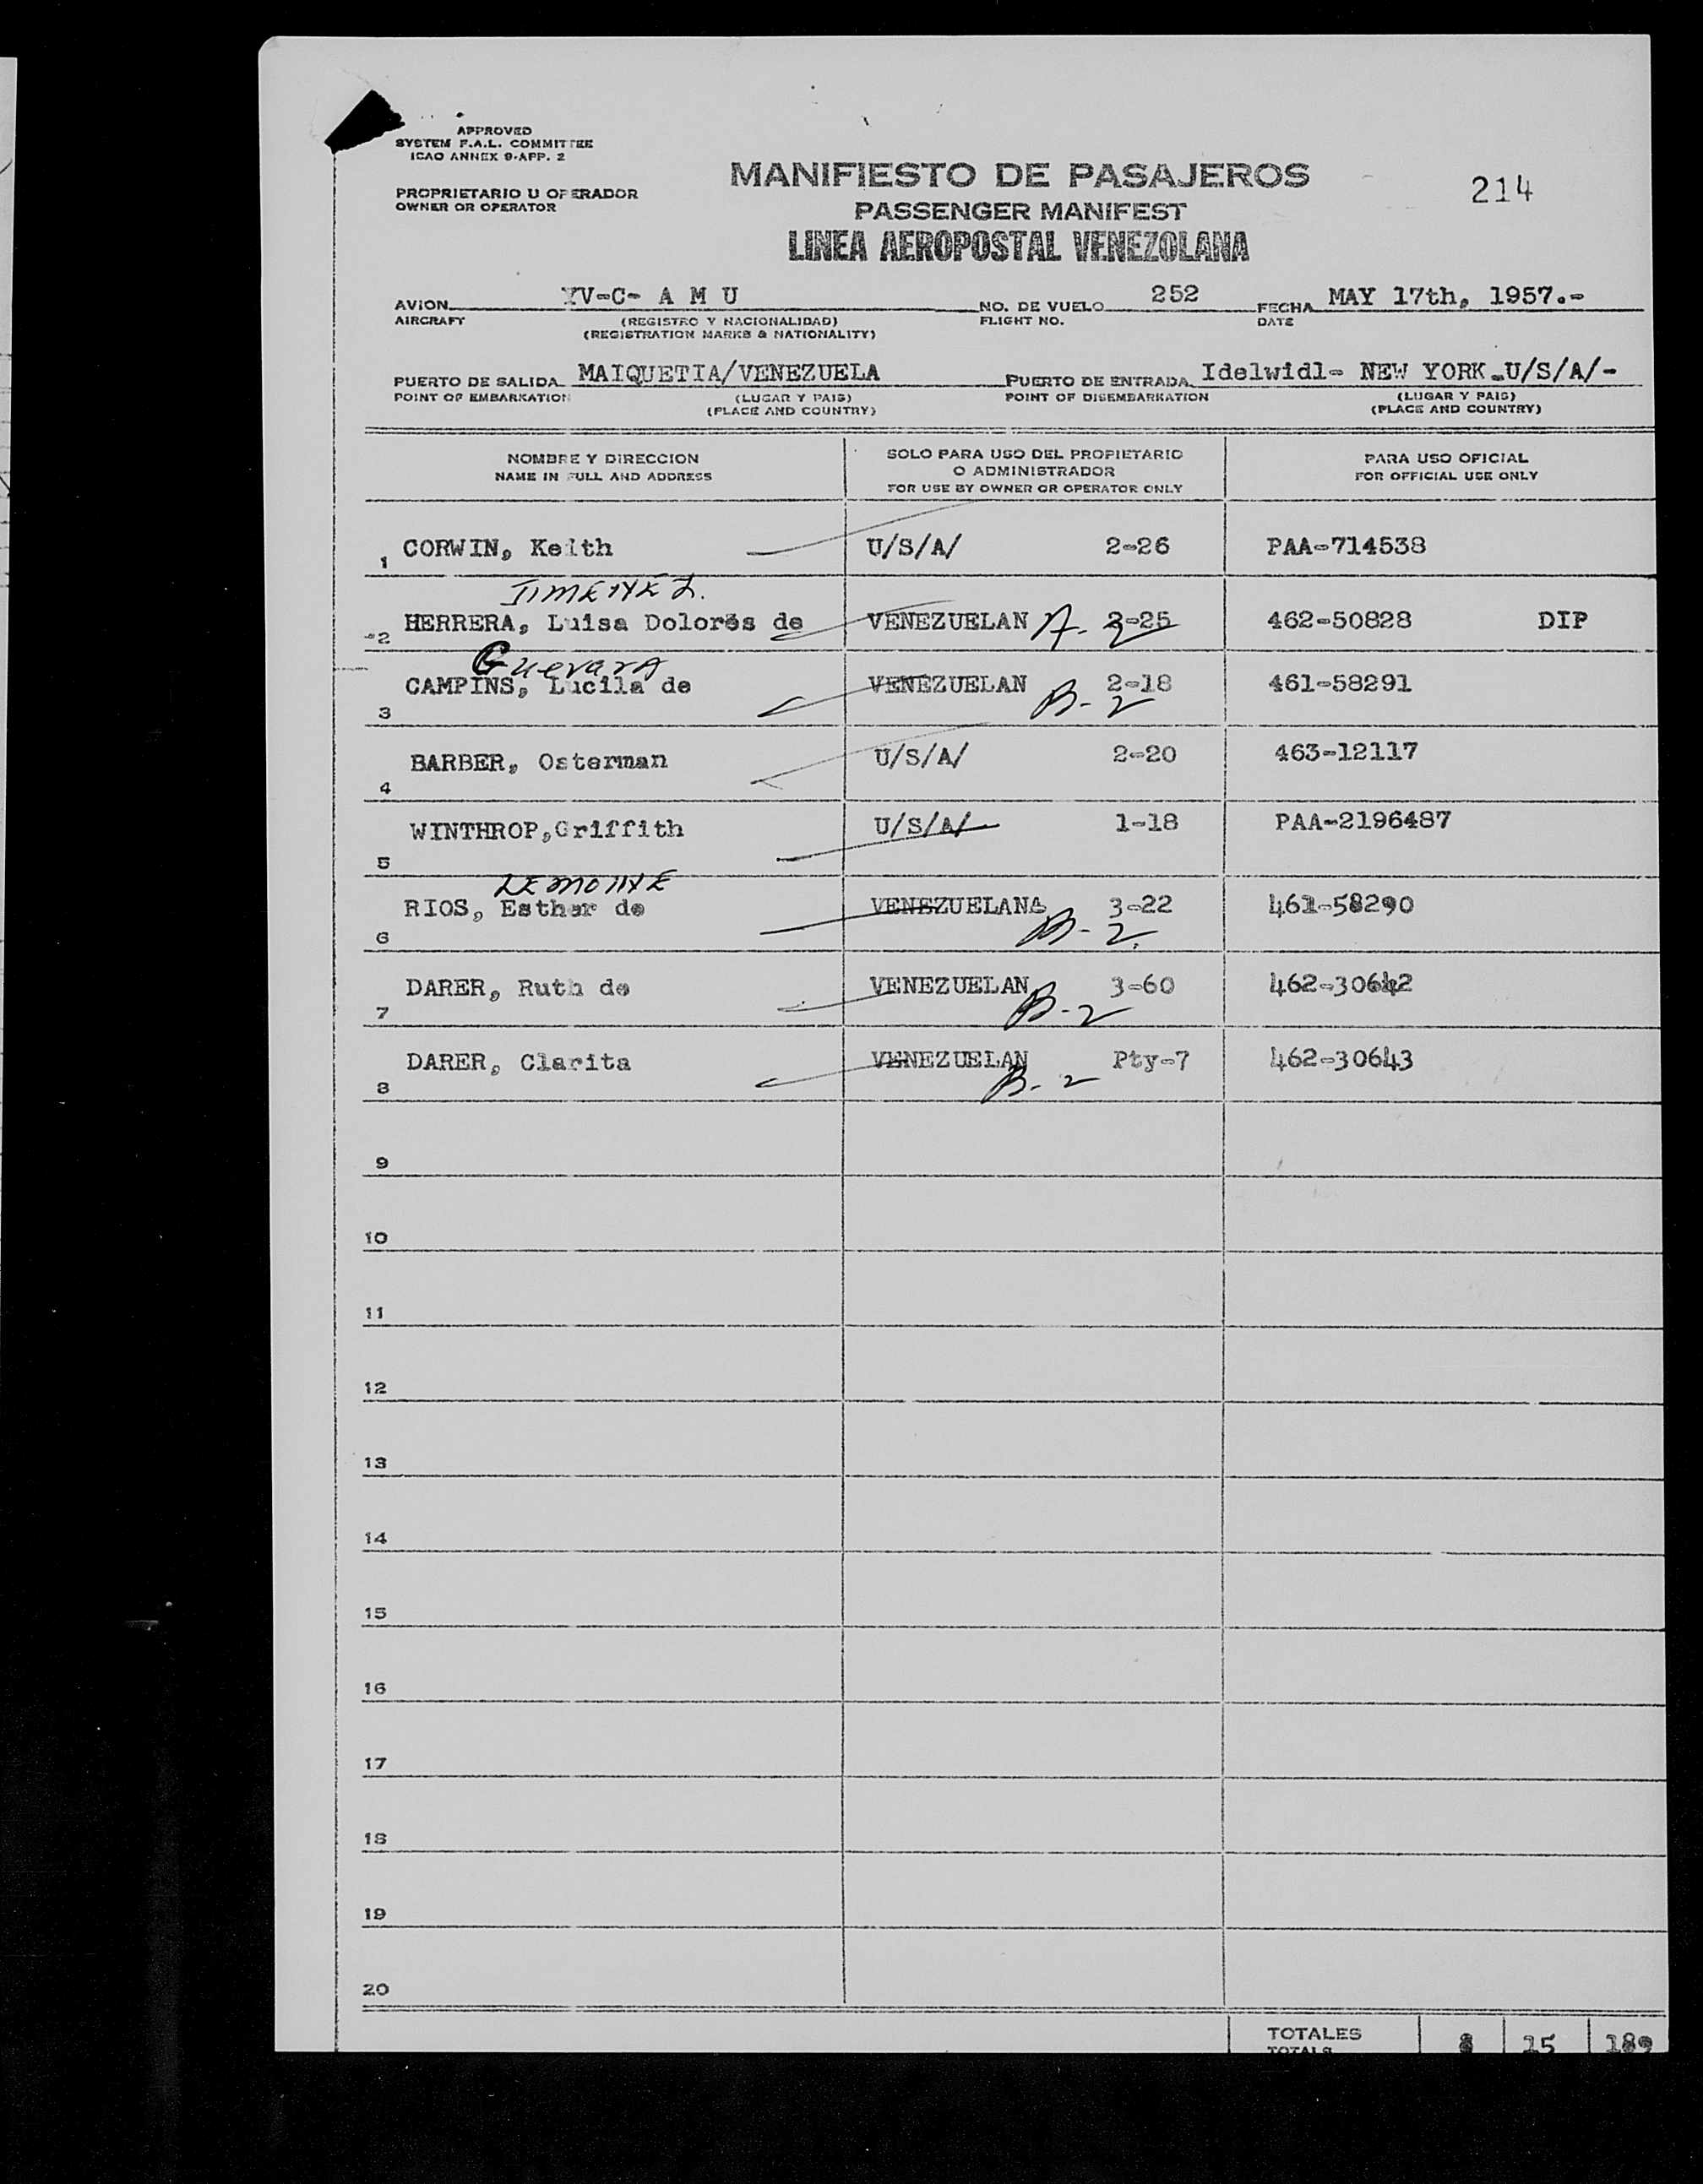 APPROVED
SYSTEM F.A.L. COMMITTEE
ICAO ANNEX 9-APP. 2
PROPRIETARIO U OPERADOR
OWNER OR OPERATOR
MANIFIESTO DE PASAJEROS
PASSENGER MANIFEST
LINEA AEROPOSTAL VENEZOLANA
214
AVION YV-C- A M U NO. DE VUELO 252 FECHA MAY 17th, 1957.-
AIRCRAFT (REGISTRO Y NACIONALIDAD) FLIGHT NO. DATE
(REGISTRATION MARKS & NATIONALITY)
PUERTO DE SALIDA MAIQUETIA/VENEZUELA PUERTO DE ENTRADA Idelwidl- NEW YORK-U/S/A/-
POINT OF EMBARKATION (LUGAR Y PAIS) POINT OF DISEMBARKATION (LUGAR Y PAIS)
(PLACE AND COUNTRY) (PLACE AND COUNTRY)
NOMBRE Y DIRECCION
NAME IN FULL AND ADDRESS
SOLO PARA USO DEL PROPIETARIO
O ADMINISTRADOR
FOR USE BY OWNER OR OPERATOR ONLY
PARA USO OFICIAL
FOR OFFICIAL USE ONLY
1 CORWIN, Keith U/S/A/ 2-26 PAA-714538
JIMENEZ.
2 HERRERA, Luisa Dolores de VENEZUELAN A-2 2-25 462-50828 DIP
Guevara
3 CAMPINS, Lucila de VENEZUELAN 2-18 461-58291
B-2
4 BARBER, Osterman U/S/A/ 2-20 463-12117
5 WINTHROP,Griffith U/S/A/ 1-18 PAA-2196487
LEMOINE
6 RIOS, Esther de VENEZUELANA 3-22 461-58290
B-2.
7 DARER, Ruth de VENEZUELAN 3-60 462-30642
B-2
8 DARER, Clarita VENEZUELAN Pty-7 462-30643
B-2
9
10
11
12
13
14
15
16
17
18
19
20
TOTALES 8 15 189
TOTALS